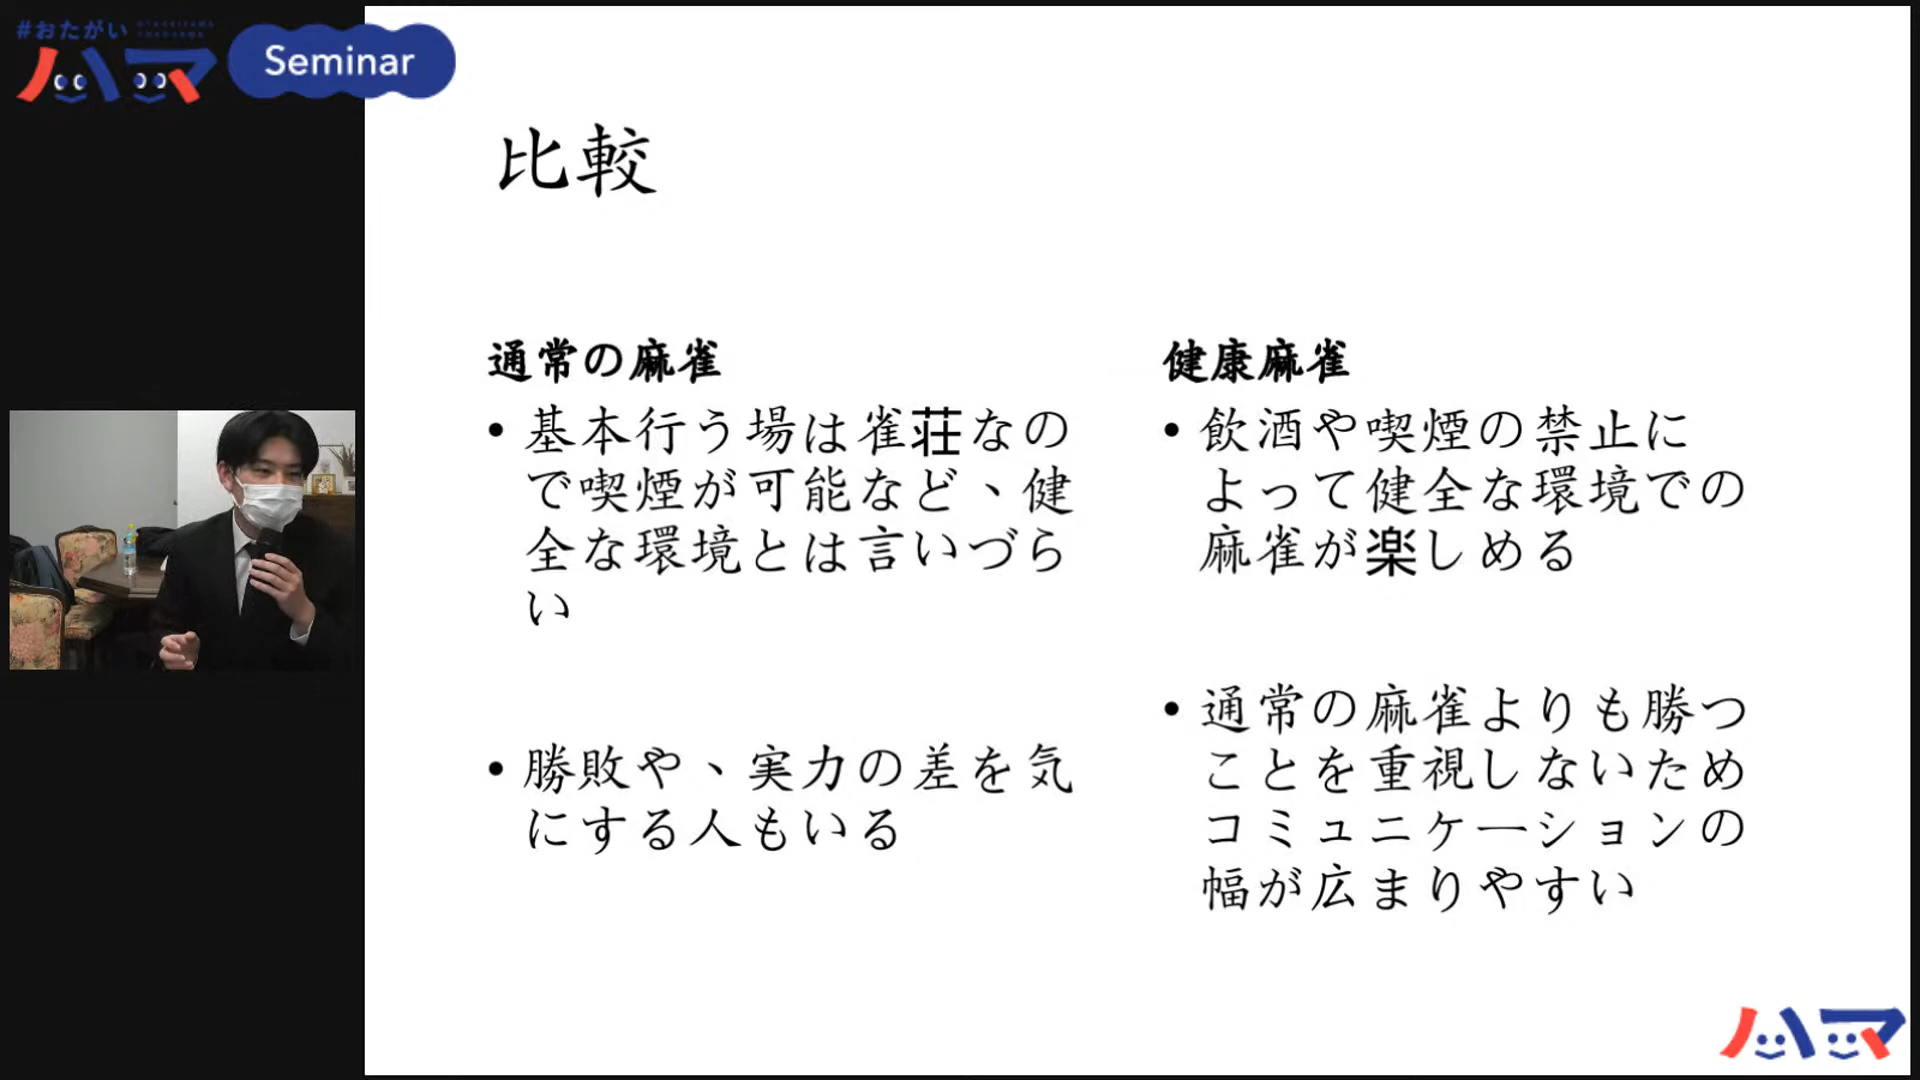 #おたがい
ハマ
Seminar
比較
通常の麻雀
• 基本行う場は雀荘なの
で喫煙が可能など、健
全な環境とは言いづら
い
• 勝敗や、実力の差を気
にする人もいる
健康麻雀
• 飲酒や喫煙の禁止に
よって健全な環境での
麻雀が楽しめる
• 通常の麻雀よりも勝つ
ことを重視しないため
コミュニケーションの
幅が広まりやすい
ハマ